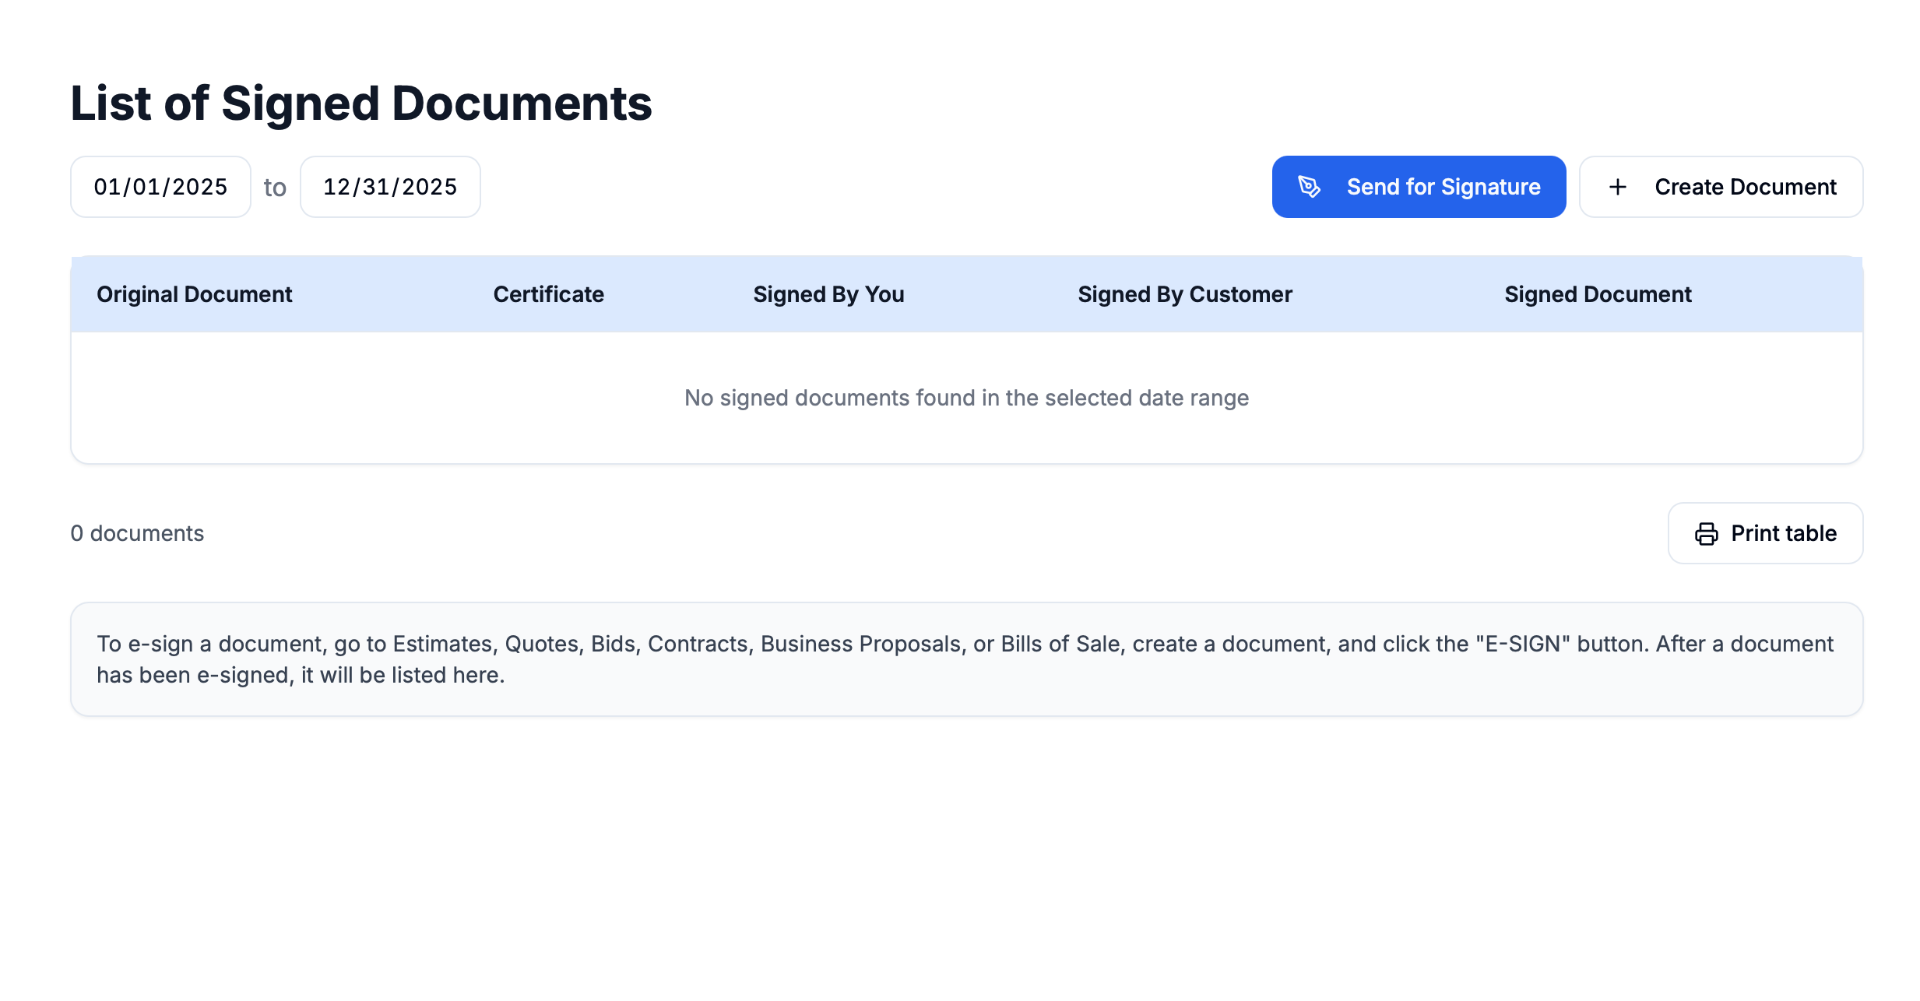 List of Signed Documents
01/01/2025 to 12/31/2025 Send for Signature Create Document
Original Document Certificate Signed By You Signed By Customer Signed Document
No signed documents found in the selected date range
0 documents Print table
To e-sign a document, go to Estimates, Quotes, Bids, Contracts, Business Proposals, or Bills of Sale, create a document, and click the "E-SIGN" button. After a document
has been e-signed, it will be listed here.